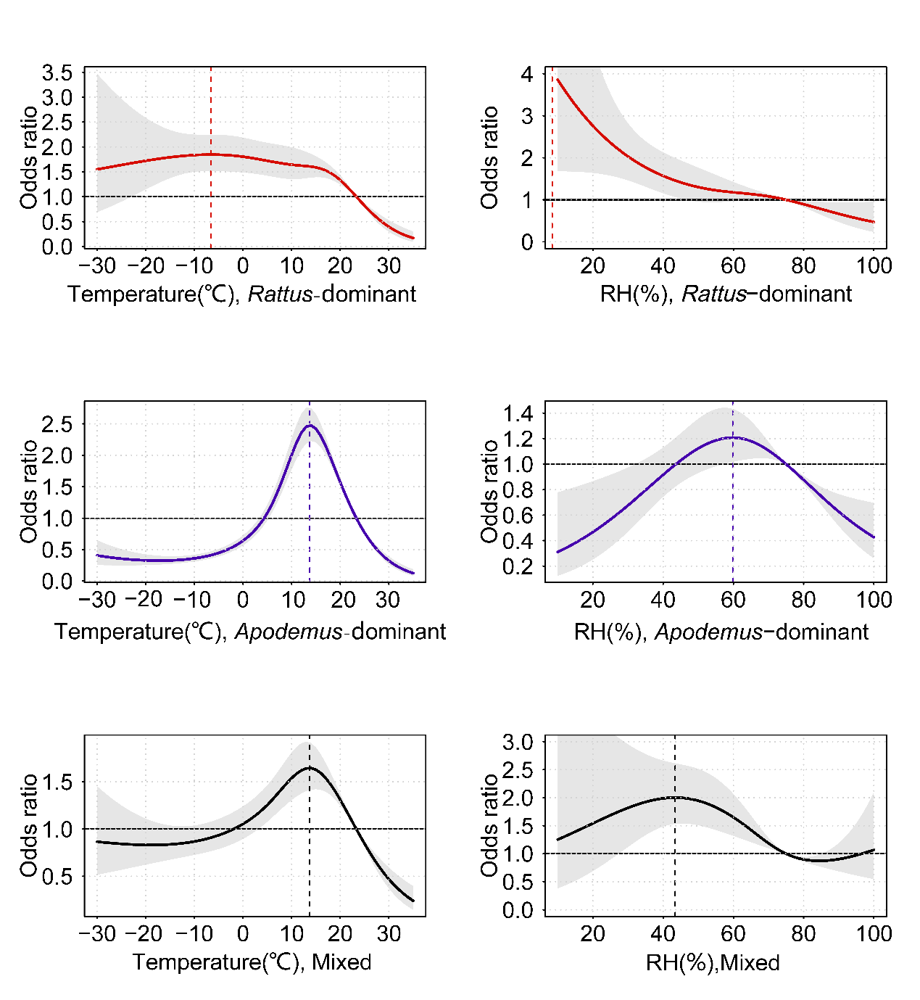 Odds ratio
3.5
3.0
2.5
2.0
1.5
1.0
0.5
0.0
−30 −20 −10 0 10 20 30
Temperature(℃), Rattus-dominant
Odds ratio
4
3
2
1
0
20 40 60 80 100
RH(%), Rattus−dominant
Odds ratio
2.5
2.0
1.5
1.0
0.5
0.0
−30 −20 −10 0 10 20 30
Temperature(℃), Apodemus-dominant
Odds ratio
1.4
1.2
1.0
0.8
0.6
0.4
0.2
20 40 60 80 100
RH(%), Apodemus−dominant
Odds ratio
1.5
1.0
0.5
−30 −20 −10 0 10 20 30
Temperature(℃), Mixed
Odds ratio
3.0
2.5
2.0
1.5
1.0
0.5
0.0
20 40 60 80 100
RH(%),Mixed